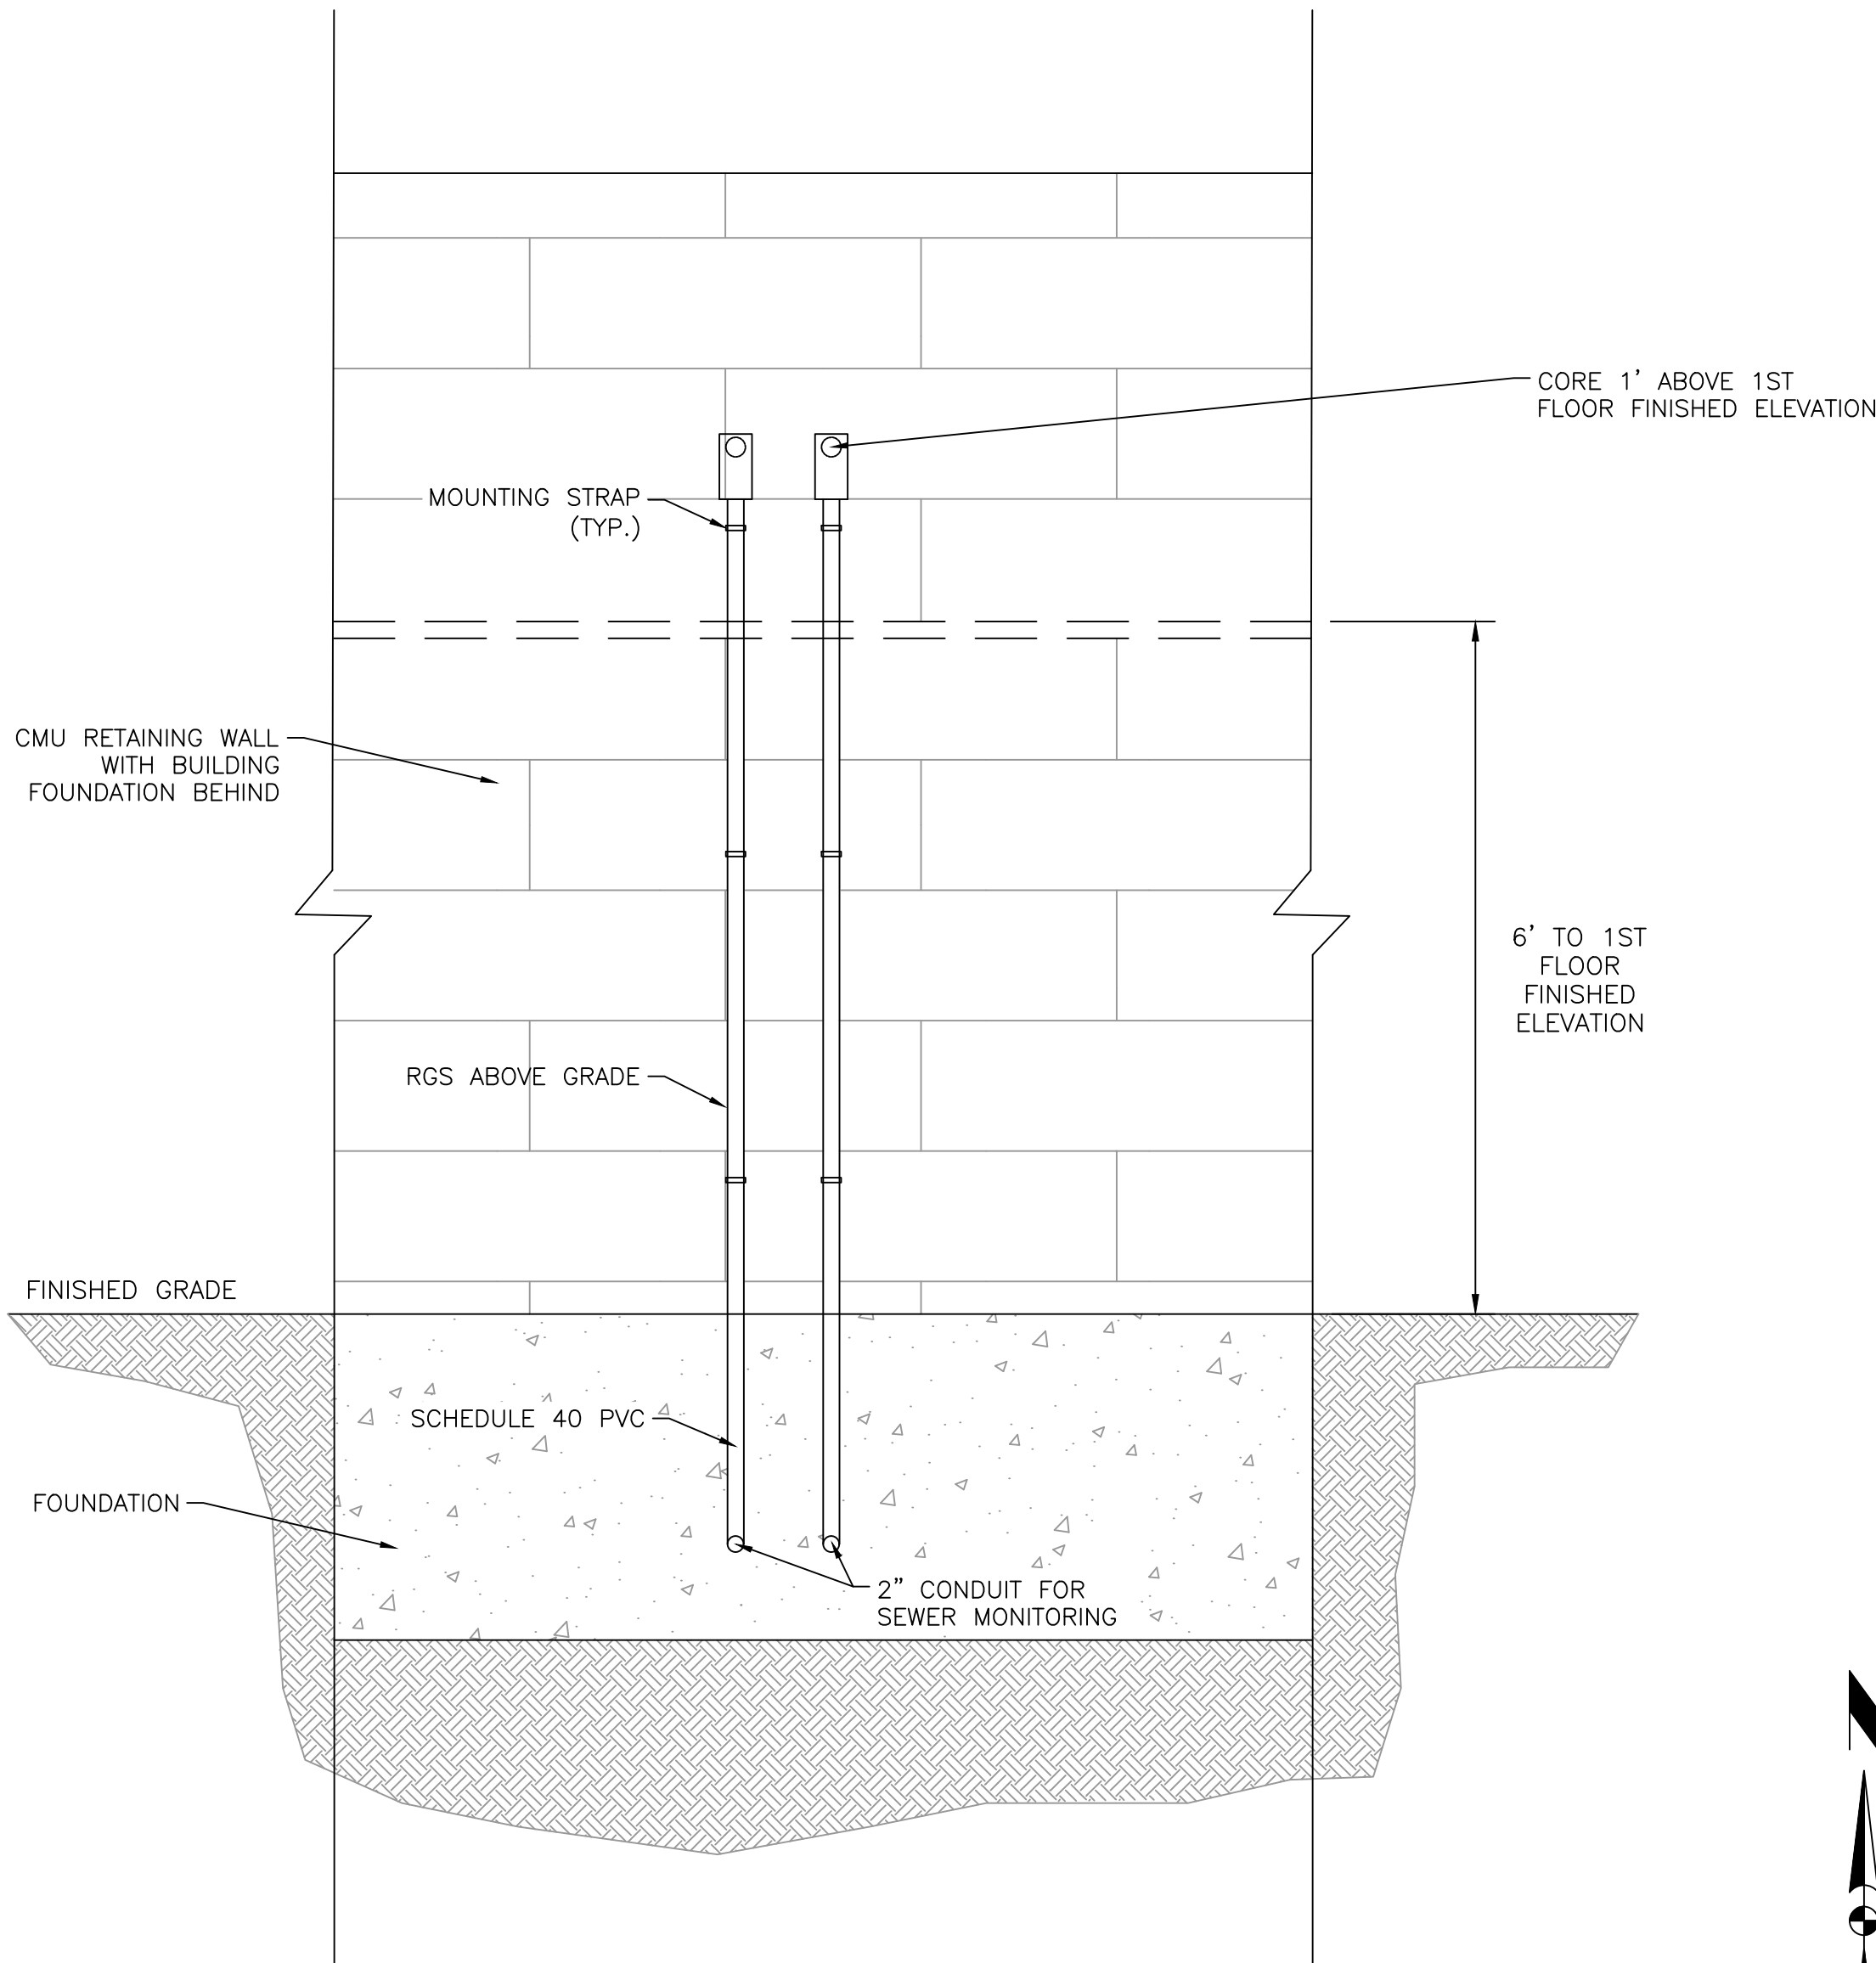 CORE 1' ABOVE 1ST
FLOOR FINISHED ELEVATION
MOUNTING STRAP
(TYP.)
CMU RETAINING WALL
WITH BUILDING
FOUNDATION BEHIND
6' TO 1ST
FLOOR
FINISHED
ELEVATION
RGS ABOVE GRADE
FINISHED GRADE
SCHEDULE 40 PVC
FOUNDATION
2" CONDUIT FOR
SEWER MONITORING